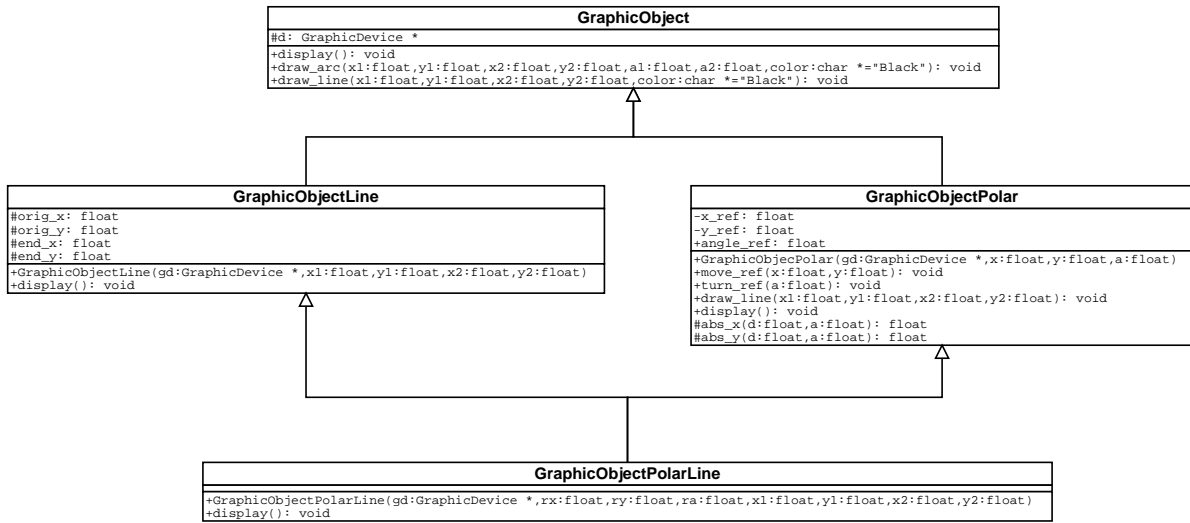 GraphicObject
#d: GraphicDevice *
+display(): void
+draw_arc(x1:float,y1:float,x2:float,y2:float,a1:float,a2:float,color:char *="Black"): void
+draw_line(x1:float,y1:float,x2:float,y2:float,color:char *="Black"): void
GraphicObjectLine
#orig_x: float
#orig_y: float
#end_x: float
#end_y: float
+GraphicObjectLine(gd:GraphicDevice *,x1:float,y1:float,x2:float,y2:float)
+display(): void
GraphicObjectPolar
-x_ref: float
-y_ref: float
+angle_ref: float
+GraphicObjecPolar(gd:GraphicDevice *,x:float,y:float,a:float)
+move_ref(x:float,y:float): void
+turn_ref(a:float): void
+draw_line(x1:float,y1:float,x2:float,y2:float): void
+display(): void
#abs_x(d:float,a:float): float
#abs_y(d:float,a:float): float
GraphicObjectPolarLine
+GraphicObjectPolarLine(gd:GraphicDevice *,rx:float,ry:float,ra:float,x1:float,y1:float,x2:float,y2:float)
+display(): void